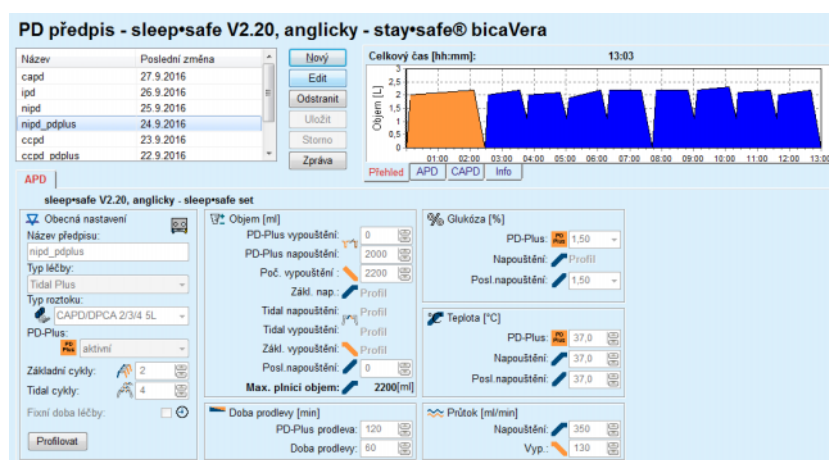 PD předpis - sleep•safe V2.20, anglicky - stay•safe® bicaVera
Název Poslední změna
capd 27.9.2016
ipd 26.9.2016
nipd 25.9.2016
nipd_pdplus 24.9.2016
ccpd 23.9.2016
ccpd_pdplus 22.9.2016
Nový
Edit
Odstranit
Uložit
Storno
Zpráva
Celkový čas [hh:mm]: 13:03
Objem [L]
3
2,5
2
1,5
1
0,5
0
01:00 02:00 03:00 04:00 05:00 06:00 07:00 08:00 09:00 10:00 11:00 12:00 13:00
Přehled APD CAPD Info
APD
sleep•safe V2.20, anglicky - sleep•safe set
Obecná nastavení
Název předpisu:
nipd_pdplus
Typ léčby:
Tidal Plus
Typ roztoku:
CAPD/DPCA 2/3/4 5L
PD-Plus:
PD Plus aktivní
Základní cykly: 2
Tidal cykly: 4
Fixní doba léčby:
Profilovat
Objem [ml]
PD-Plus vypouštění: 0
PD-Plus napouštění: 2000
Poč. vypouštění : 2200
Zákl. nap.: Profil
Tidal napouštění: Profil
Tidal vypouštění: Profil
Zákl. vypouštění: Profil
Posl.napouštění: 0
Max. plnicí objem: 2200[ml]
Doba prodlevy [min]
PD-Plus prodleva: 120
Doba prodlevy: 60
Glukóza [%]
PD-Plus: PD Plus 1,50
Napouštění: Profil
Posl.napouštění: 1,50
Teplota [°C]
PD-Plus: PD Plus 37,0
Napouštění: 37,0
Posl.napouštění: 37,0
Průtok [ml/min]
Napouštění: 350
Vyp.: 130